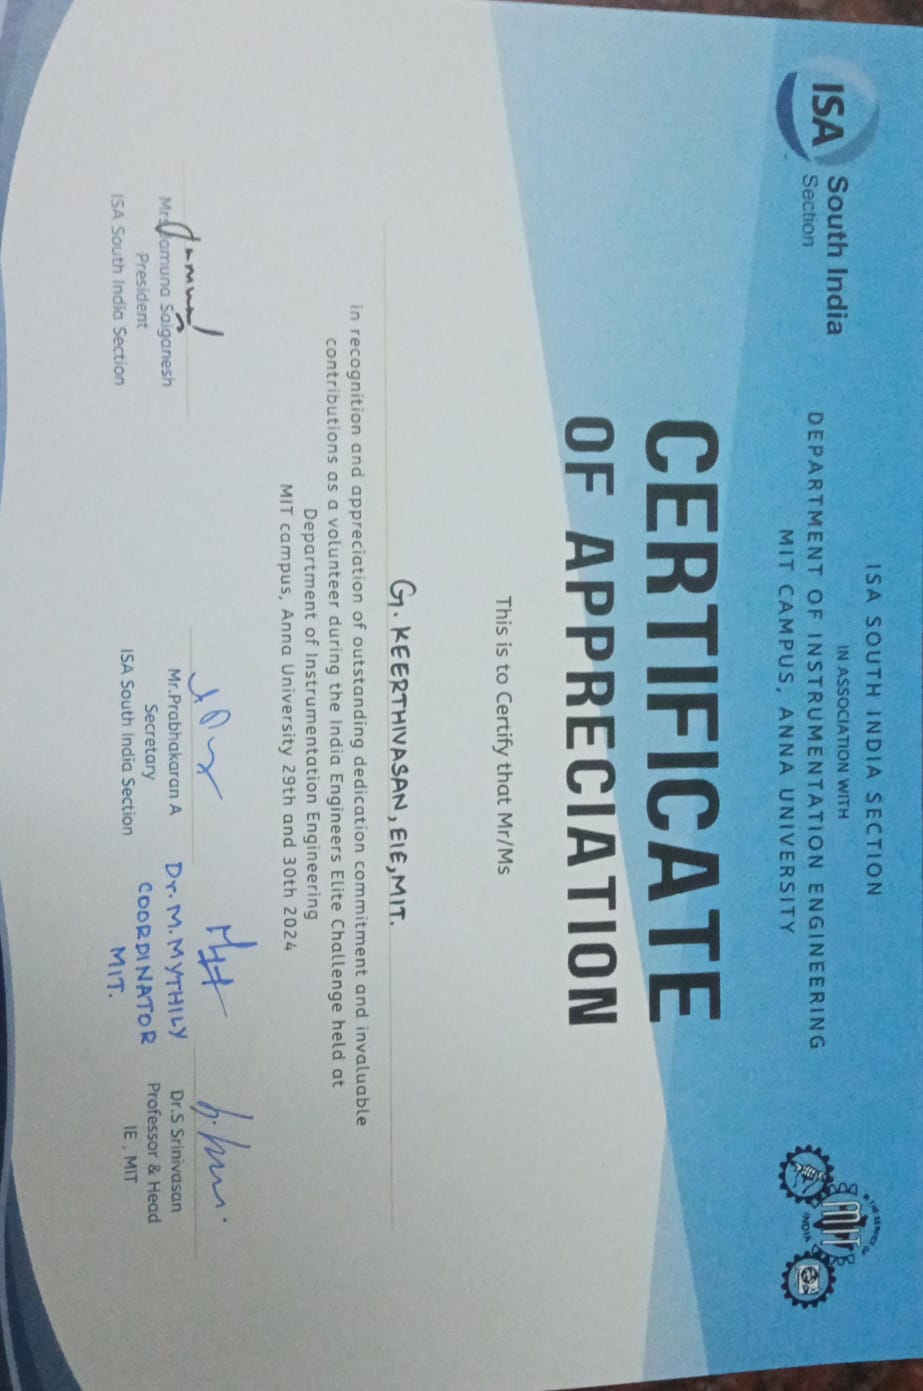 ISA South India
Section
ISA SOUTH INDIA SECTION
IN ASSOCIATION WITH
DEPARTMENT OF INSTRUMENTATION ENGINEERING
MIT CAMPUS, ANNA UNIVERSITY
IN THE SERVICE OF
MIT
INDIA
CERTIFICATE
OF APPRECIATION
This is to Certify that Mr/Ms
G. KEERTHIVASAN, EIE, MIT.
in recognition and appreciation of outstanding dedication commitment and invaluable
contributions as a volunteer during the India Engineers Elite Challenge held at
Department of Instrumentation Engineering
MIT campus, Anna University 29th and 30th 2024
Mrs Jamuna Saiganesh
President
ISA South India Section
Mr.Prabhakaran A
Secretary
ISA South India Section
Dr. M. MYTHILY
COORDINATOR
MIT.
Dr.S Srinivasan
Professor & Head
IE , MIT